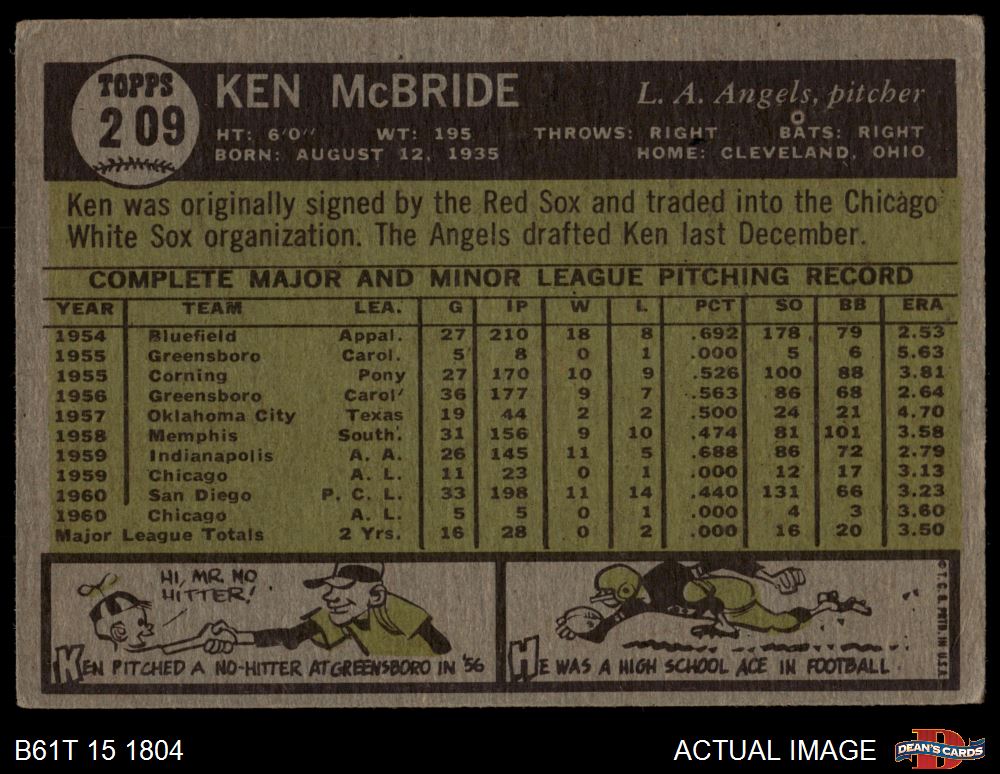 TOPPS
209
KEN McBRIDE
L. A. Angels, pitcher
HT: 6'0" WT: 195 THROWS: RIGHT BATS: RIGHT
BORN: AUGUST 12, 1935 HOME: CLEVELAND, OHIO
Ken was originally signed by the Red Sox and traded into the Chicago
White Sox organization. The Angels drafted Ken last December.
COMPLETE MAJOR AND MINOR LEAGUE PITCHING RECORD
YEAR TEAM LEA. G IP W L PCT SO BB ERA
1954 Bluefield Appal. 27 210 18 8 .692 178 79 2.53
1955 Greensboro Carol. 5 8 0 1 .000 5 6 5.63
1955 Corning Pony 27 170 10 9 .526 100 88 3.81
1956 Greensboro Carol. 36 177 9 7 .563 86 68 2.64
1957 Oklahoma City Texas 19 44 2 2 .500 24 21 4.70
1958 Memphis South. 31 156 9 10 .474 81 101 3.58
1959 Indianapolis A. A. 26 145 11 5 .688 86 72 2.79
1959 Chicago A. L. 11 23 0 1 .000 12 17 3.13
1960 San Diego P. C. L. 33 198 11 14 .440 131 66 3.23
1960 Chicago A. L. 5 5 0 1 .000 4 3 3.60
Major League Totals 2 Yrs. 16 28 0 2 .000 16 20 3.50
HI, MR. NO
HITTER!
KEN PITCHED A NO-HITTER AT GREENSBORO IN '56
HE WAS A HIGH SCHOOL ACE IN FOOTBALL
© T. C. G. PRTD. IN U.S.A.
B61T 15 1804
ACTUAL IMAGE
DEAN'S CARDS